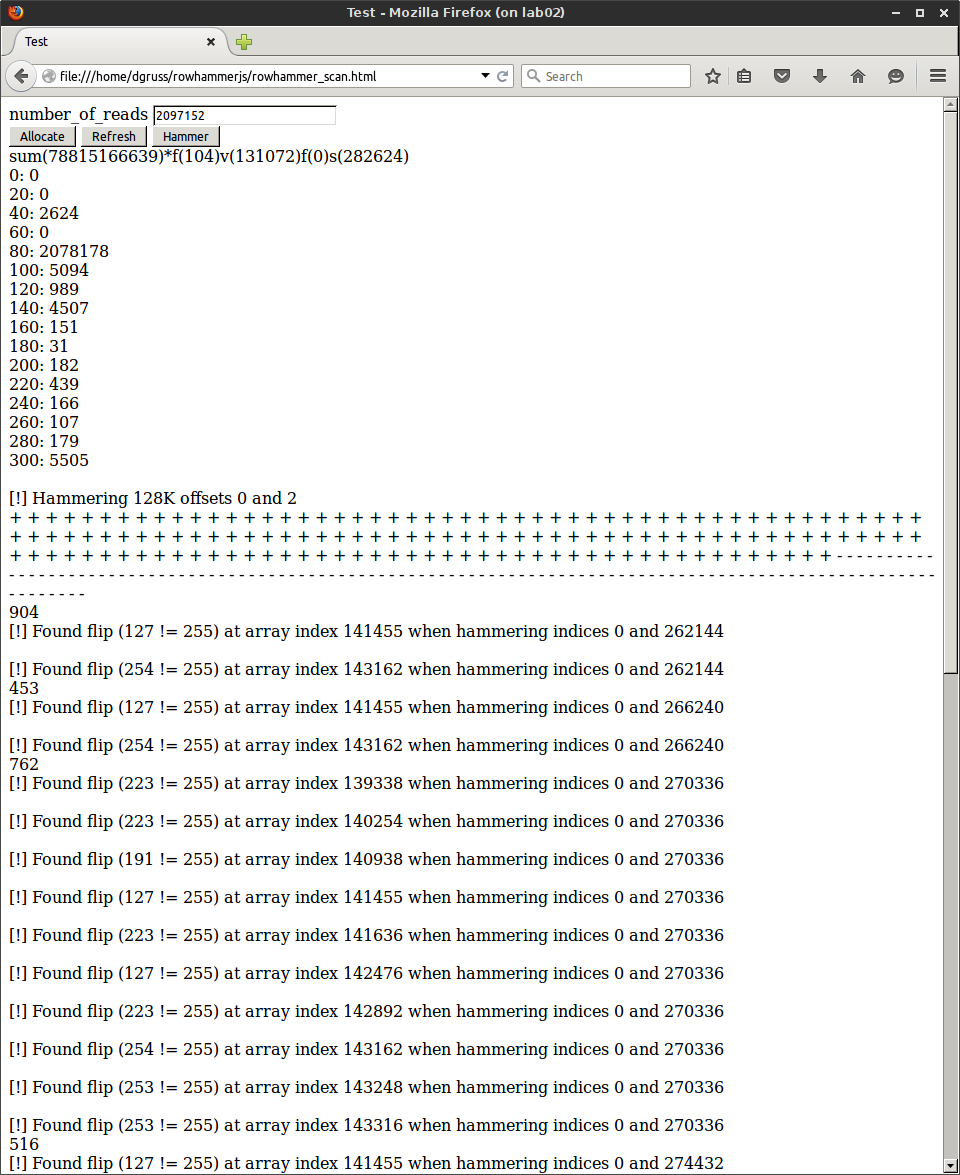 Test - Mozilla Firefox (on lab02)
Test
file:///home/dgruss/rowhammerjs/rowhammer_scan.html
Search
number_of_reads 2097152
Allocate Refresh Hammer
sum(78815166639)*f(104)v(131072)f(0)s(282624)
0: 0
20: 0
40: 2624
60: 0
80: 2078178
100: 5094
120: 989
140: 4507
160: 151
180: 31
200: 182
220: 439
240: 166
260: 107
280: 179
300: 5505
[!] Hammering 128K offsets 0 and 2
+ + + + + + + + + + + + + + + + + + + + + + + + + + + + + + + + + + + + + + + + + + + + + + + + + + +
+ + + + + + + + + + + + + + + + + + + + + + + + + + + + + + + + + + + + + + + + + + + + + + + + + + +
+ + + + + + + + + + + + + + + + + + + + + + + + + + + + + + + + + + + + + + + + + + + + + + - - - - - - - - - -
- - - - - - - - - - - - - - - - - - - - - - - - - - - - - - - - - - - - - - - - - - - - - - - - - - - - - - - - - - - - - - - - - - - - - - - - - - - - - - - - - - - - - - - - - - - - -
- - - - - - - -
904
[!] Found flip (127 != 255) at array index 141455 when hammering indices 0 and 262144
[!] Found flip (254 != 255) at array index 143162 when hammering indices 0 and 262144
453
[!] Found flip (127 != 255) at array index 141455 when hammering indices 0 and 266240
[!] Found flip (254 != 255) at array index 143162 when hammering indices 0 and 266240
762
[!] Found flip (223 != 255) at array index 139338 when hammering indices 0 and 270336
[!] Found flip (223 != 255) at array index 140254 when hammering indices 0 and 270336
[!] Found flip (191 != 255) at array index 140938 when hammering indices 0 and 270336
[!] Found flip (127 != 255) at array index 141455 when hammering indices 0 and 270336
[!] Found flip (223 != 255) at array index 141636 when hammering indices 0 and 270336
[!] Found flip (127 != 255) at array index 142476 when hammering indices 0 and 270336
[!] Found flip (223 != 255) at array index 142892 when hammering indices 0 and 270336
[!] Found flip (254 != 255) at array index 143162 when hammering indices 0 and 270336
[!] Found flip (253 != 255) at array index 143248 when hammering indices 0 and 270336
[!] Found flip (253 != 255) at array index 143316 when hammering indices 0 and 270336
516
[!] Found flip (127 != 255) at array index 141455 when hammering indices 0 and 274432